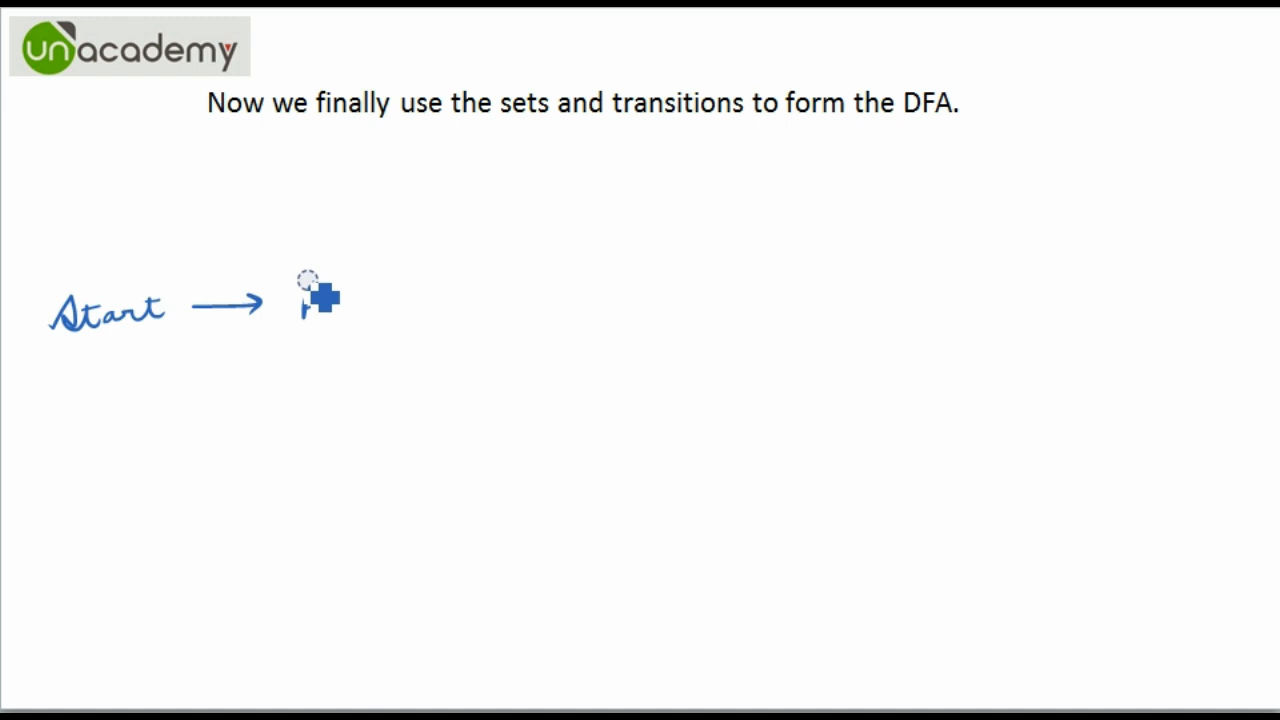 unacademy
Now we finally use the sets and transitions to form the DFA.
Start →